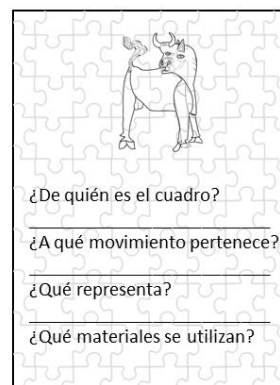 ¿De quién es el cuadro?
¿A qué movimiento pertenece?
¿Qué representa?
¿Qué materiales se utilizan?